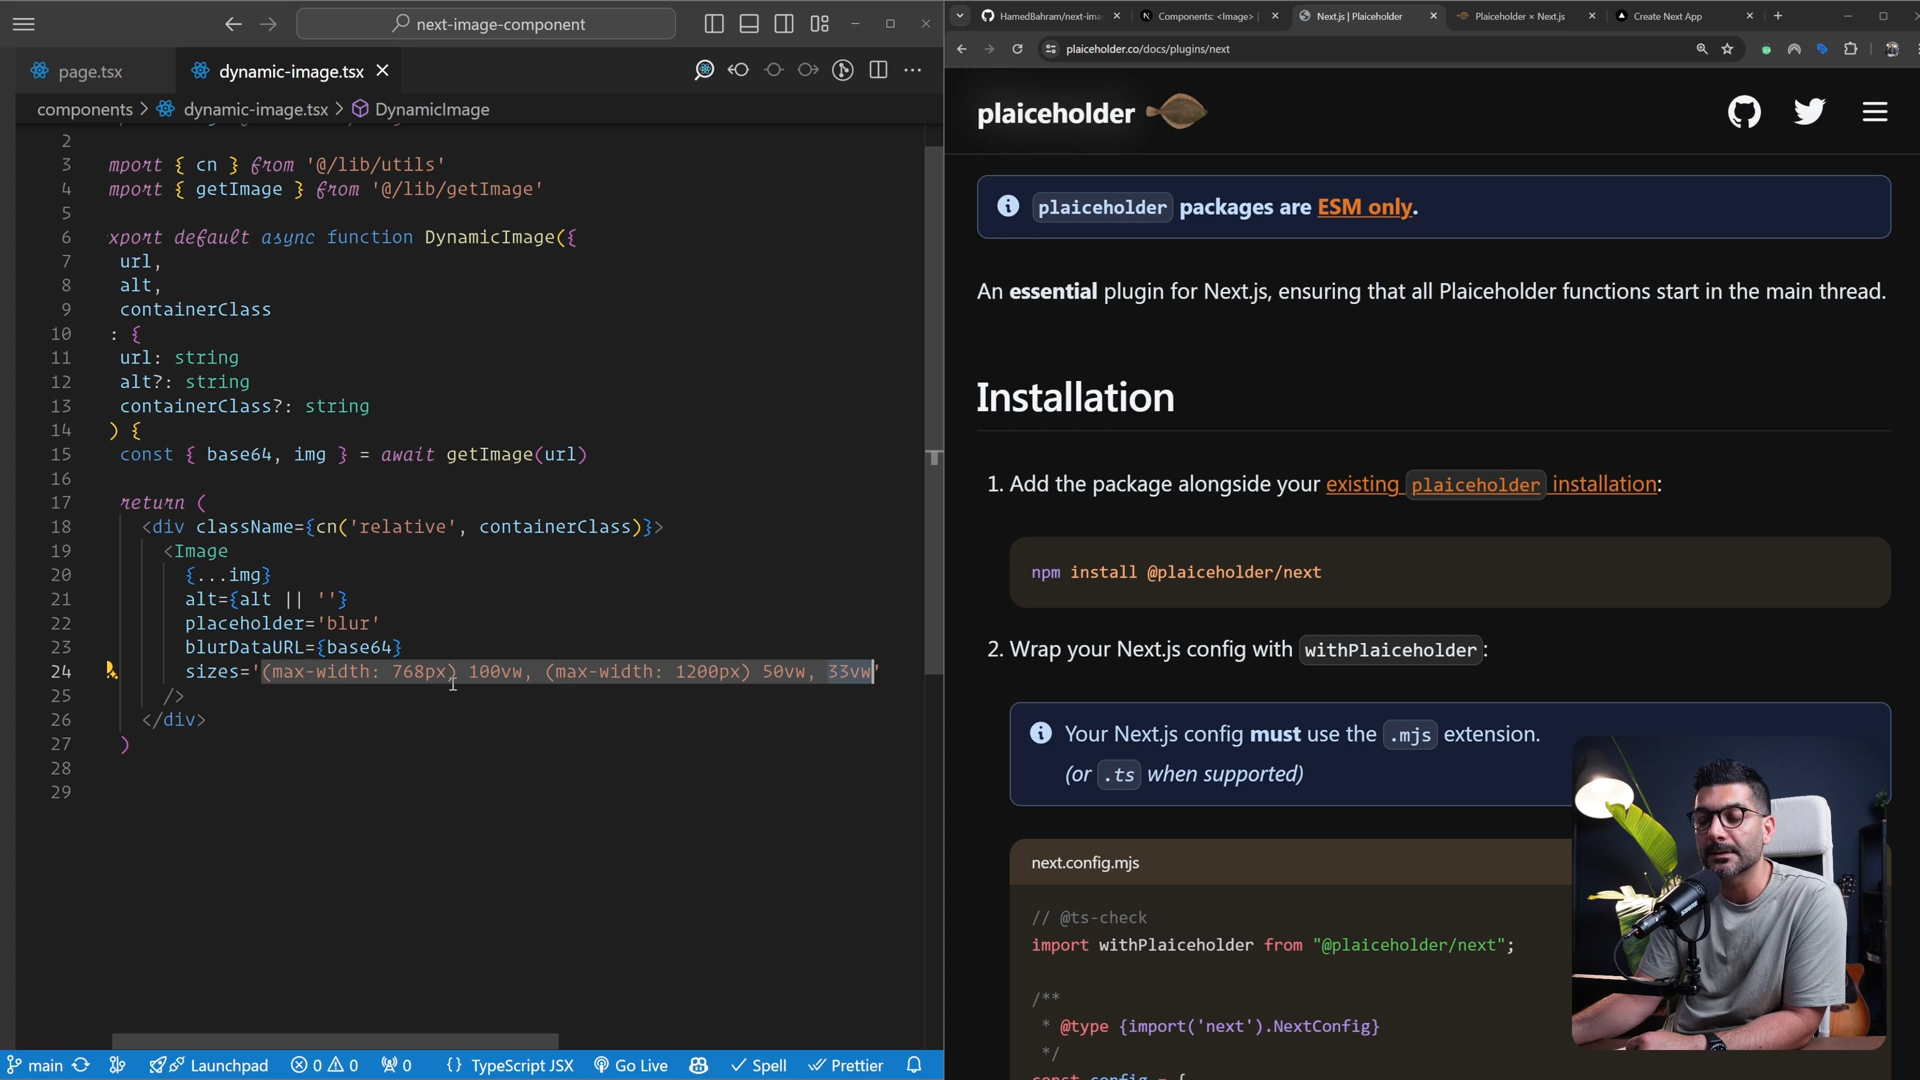 next-image-component
page.tsx
dynamic-image.tsx
components
dynamic-image.tsx
DynamicImage
2
3 mport { cn } from '@/lib/utils'
4 mport { getImage } from '@/lib/getImage'
5
6 xport default async function DynamicImage({
7 url,
8 alt,
9 containerClass
10 : {
11 url: string
12 alt?: string
13 containerClass?: string
14 ) {
15 const { base64, img } = await getImage(url)
16
17 return (
18 <div className={cn('relative', containerClass)}>
19 <Image
20 {...img}
21 alt={alt || ''}
22 placeholder='blur'
23 blurDataURL={base64}
24 sizes='(max-width: 768px) 100vw, (max-width: 1200px) 50vw, 33vw'
25 />
26 </div>
27 )
28
29
main
Launchpad
0 0
0
{} TypeScript JSX
Go Live
Spell
Prettier
HamedBahram/next-ima
Components: <Image> |
Next.js | Plaiceholder
Plaiceholder × Next.js
Create Next App
plaiceholder.co/docs/plugins/next
plaiceholder
plaiceholder packages are ESM only.
An essential plugin for Next.js, ensuring that all Plaiceholder functions start in the main thread.
Installation
1. Add the package alongside your existing plaiceholder installation:
npm install @plaiceholder/next
2. Wrap your Next.js config with withPlaiceholder:
Your Next.js config must use the .mjs extension.
(or .ts when supported)
next.config.mjs
// @ts-check
import withPlaiceholder from "@plaiceholder/next";
/**
* @type {import('next').NextConfig}
*/
const config = {